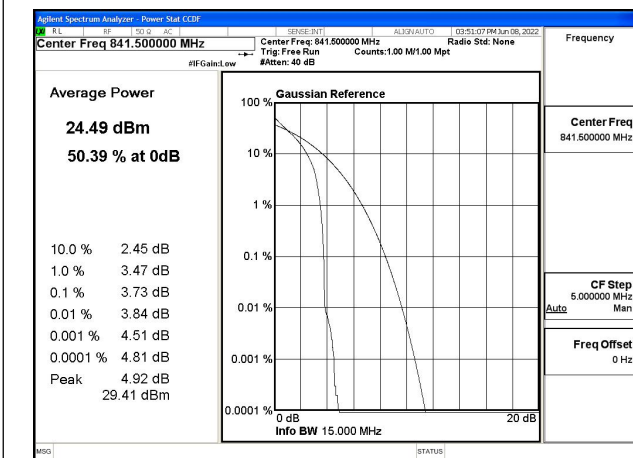 Agilent Spectrum Analyzer - Power Stat CCDF
RL RF 50 Ω AC SENSE:INT ALIGNAUTO 03:51:07 PM Jun 08, 2022
Center Freq 841.500000 MHz
Center Freq: 841.500000 MHz Radio Std: None
Trig: Free Run Counts:1.00 M/1.00 Mpt
#IFGain:Low #Atten: 40 dB
Frequency
Average Power
24.49 dBm
50.39 % at 0dB
10.0 % 2.45 dB
1.0 % 3.47 dB
0.1 % 3.73 dB
0.01 % 3.84 dB
0.001 % 4.51 dB
0.0001 % 4.81 dB
Peak 4.92 dB
29.41 dBm
Gaussian Reference
100 %
10 %
1 %
0.1 %
0.01 %
0.001 %
0.0001 %
0 dB 20 dB
Info BW 15.000 MHz
Center Freq
841.500000 MHz
CF Step
5.000000 MHz
Auto Man
Freq Offset
0 Hz
MSG STATUS